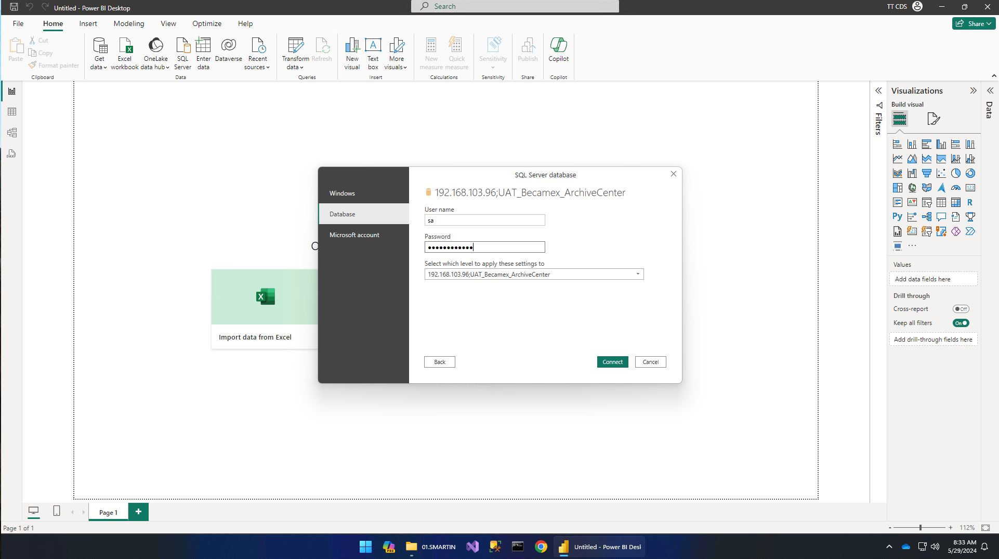 Untitled - Power BI Desktop
Search
TT CDS
File
Home
Insert
Modeling
View
Optimize
Help
Share
Paste
Cut
Copy
Format painter
Clipboard
Get
data
Excel
workbook
OneLake
data hub
SQL
Server
Enter
data
Dataverse
Recent
sources
Data
Transform
data
Refresh
Queries
New
visual
Text
box
More
visuals
Insert
New
measure
Quick
measure
Calculations
Sensitivity
Sensitivity
Publish
Share
Copilot
Copilot
Filters
Visualizations
Build visual
Data
SQL Server database
Windows
Database
Microsoft account
192.168.103.96;UAT_Becamex_ArchiveCenter
User name
sa
Password
●●●●●●●●●●●●
Select which level to apply these settings to
192.168.103.96;UAT_Becamex_ArchiveCenter
Back
Connect
Cancel
Import data from Excel
123
R
Py
Values
Add data fields here
Drill through
Cross-report
Off
Keep all filters
On
Add drill-through fields here
Page 1
Page 1 of 1
- + 112%
PRE
01.SMARTIN
Untitled - Power BI Desl
8:33 AM
5/29/2024